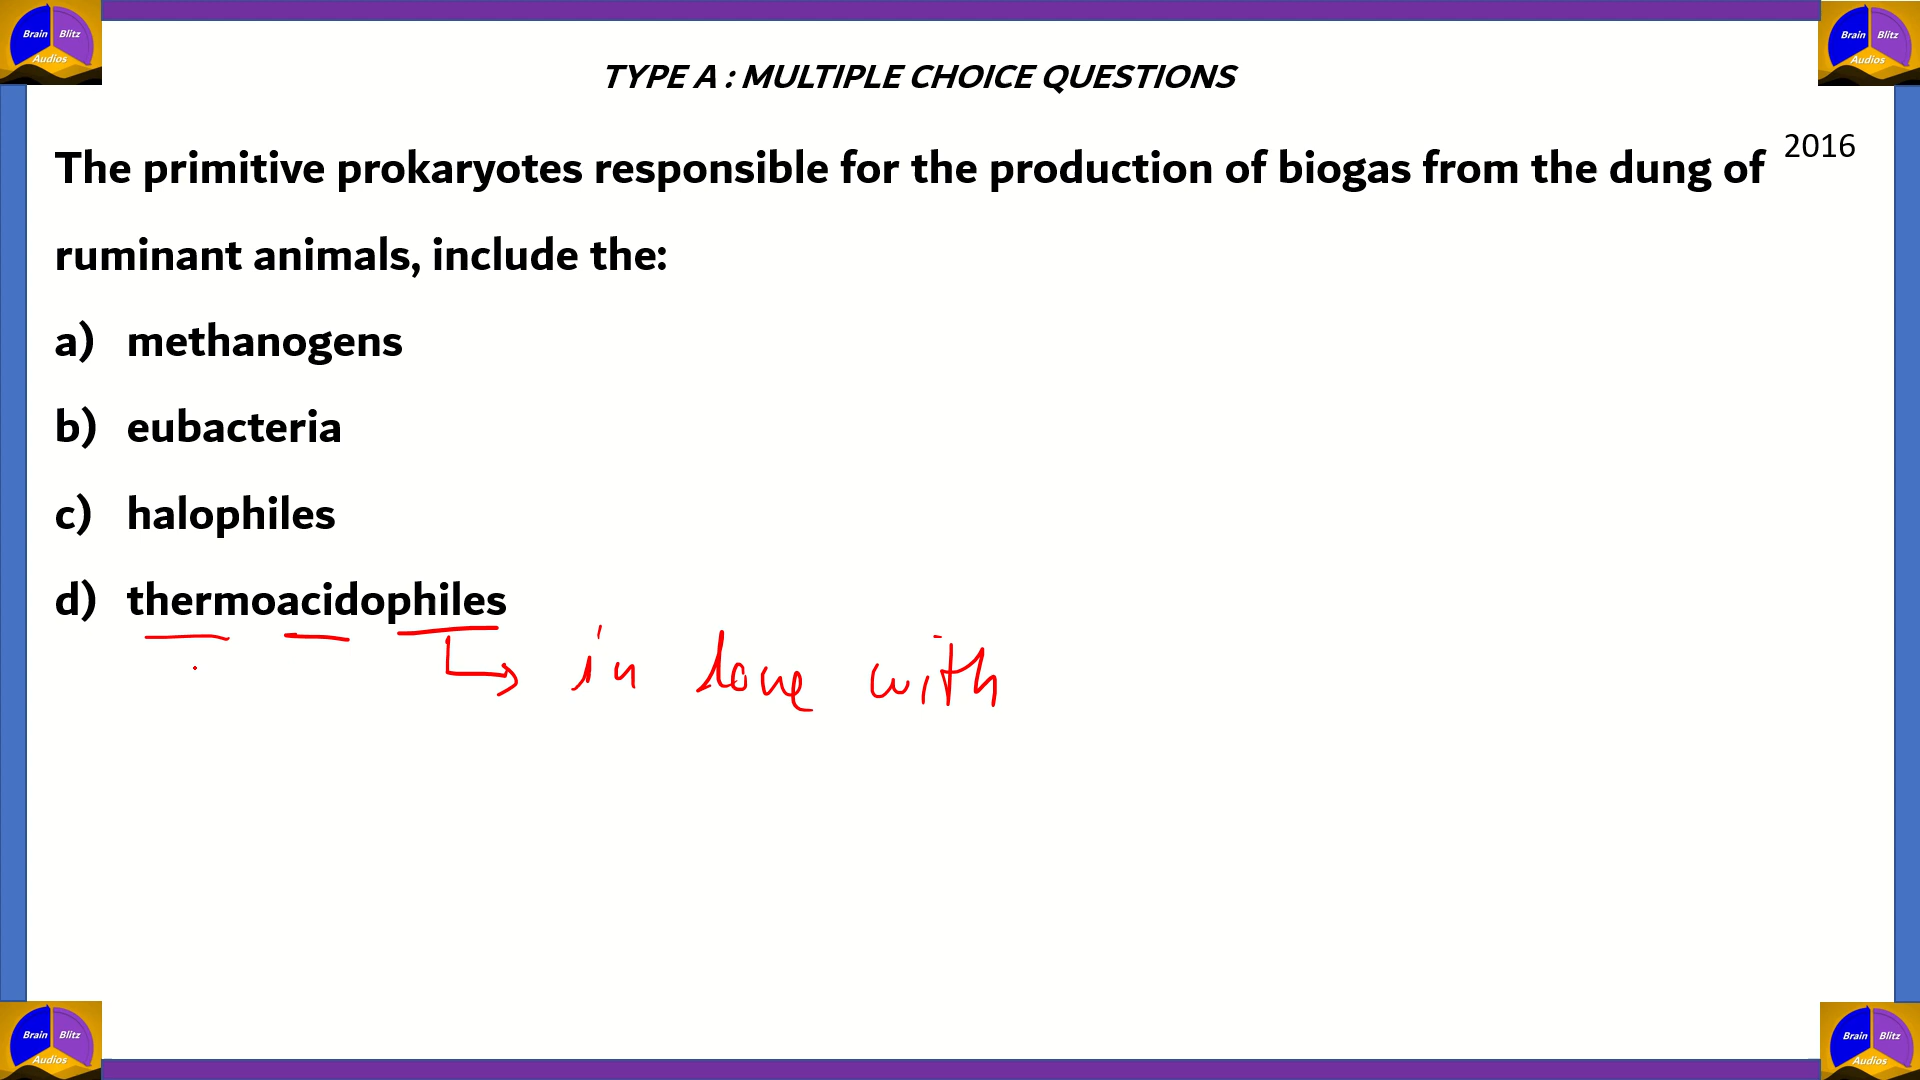 Brain Blitz
Audios
Brain Blitz
Audios
TYPE A : MULTIPLE CHOICE QUESTIONS
2016
The primitive prokaryotes responsible for the production of biogas from the dung of
ruminant animals, include the:
a) methanogens
b) eubacteria
c) halophiles
d) thermoacidophiles
in love with
Brain Blitz
Audios
Brain Blitz
Audios